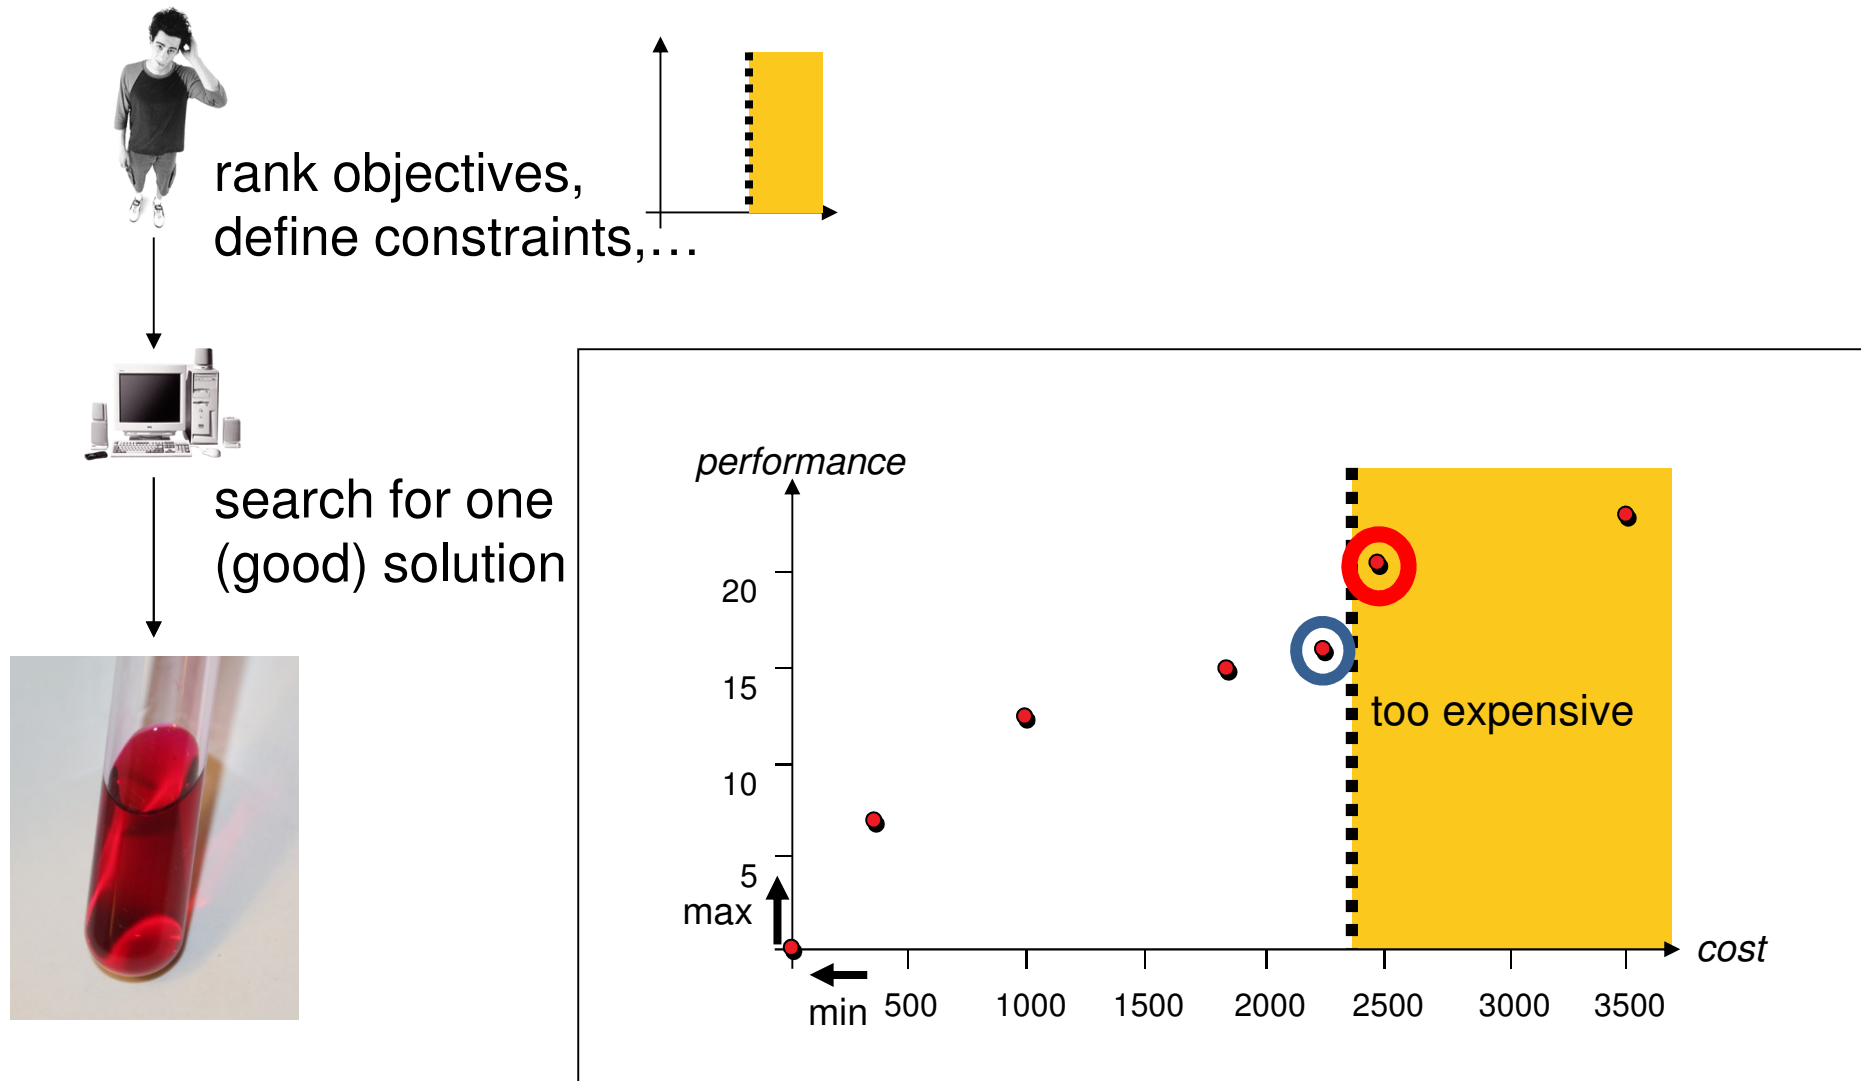 rank objectives,
define constraints,…
search for one
(good) solution
performance
20
15
too expensive
10
5
max
cost
min
500 1000 1500 2000 2500 3000 3500